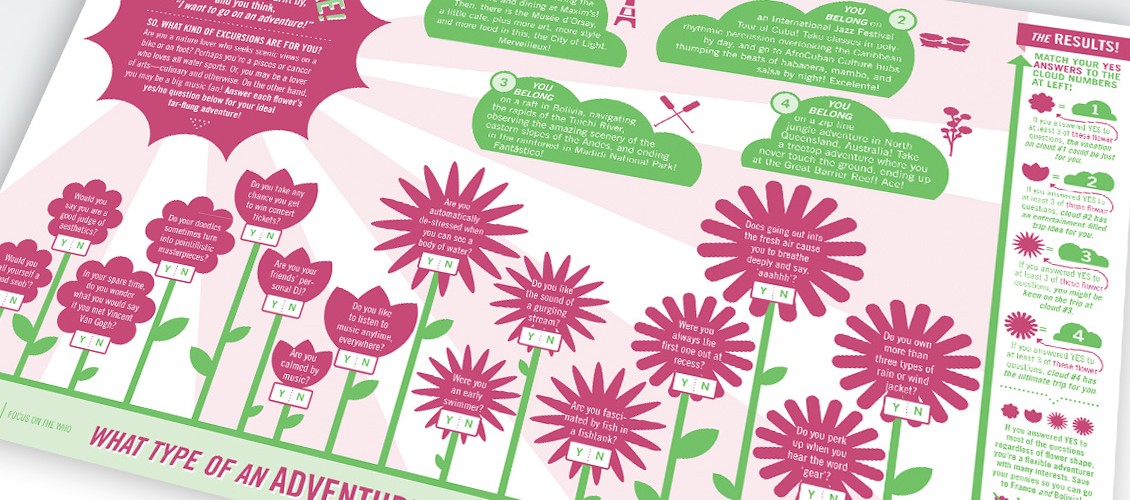 and you think,
"I want to go on an adventure!"
SO, WHAT KIND OF EXCURSIONS ARE FOR YOU?
Are you a nature lover who seeks scenic views on a
bike or on foot? Perhaps you're a pisces or cancer
who loves all water sports. Or, you may be a lover
of arts—culinary and otherwise. On the other hand,
you may be a big music fan! Answer each flower's
yes/no question below for your ideal
far-flung adventure!
and dining at Maxim's!
Then, there is the Musée d'Orsay,
a little cafe, plus more art, more style
and more food in this, the City of Light.
Merveilleux!
2
YOU
BELONG on
an International Jazz Festival
Tour of Cuba! Take classes in poly-
rhythmic percussion overlooking the Caribbean
by day, and go to AfroCuban Culture hubs
thumping the beats of habanera, mambo, and
salsa by night! Excelente!
3
YOU
BELONG
on a raft in Bolivia, navigating
the rapids of the Tuichi River,
observing the amazing scenery of the
eastern slopes of the Andes, and ending
in the rainforest in Madidi National Park!
Fantástico!
4
YOU
BELONG
on a zip line
jungle adventure in North
Queensland, Australia! Take
a treetop adventure where you
never touch the ground, ending up
at the Great Barrier Reef! Ace!
Would you
say you are a
good judge of
aesthetics?
Y N
Would you
yourself a
snob?
N
In your spare time,
do you wonder
what you would say
if you met Vincent
Van Gogh?
Y N
Do your doodles
sometimes turn
into pointillistic
masterpieces?
Y N
Do you take any
chance you get
to win concert
tickets?
Y N
Are you your
friends' per-
sonal DJ?
Y N
Do you like
to listen to
music anytime,
everywhere?
Y N
Are you
calmed by
music?
Y N
Are you
automatically
de-stressed when
you can see a
body of water?
Y N
Do you like
the sound of
a gurgling
stream?
Y N
Were you
an early
swimmer?
Y N
Are you fasci-
nated by fish in
a fishtank?
Y N
Does going out into
the fresh air cause
you to breathe
deeply and say,
'aaahh'?
Y N
Were you
always the
first one out at
recess?
Y N
Do you own
more than
three types of
rain or wind
jacket?
Y N
Do you perk
up when you
hear the word
'gear'?
Y N
THE RESULTS!
MATCH YOUR YES
ANSWERS TO THE
CLOUD NUMBERS
AT LEFT!
= 1
If you answered YES to
at least 3 of these flower
questions, the vacation
on cloud #1 could be just
for you.
= 2
If you answered YES to
at least 3 of these flower
questions, cloud #2 has
an entertainment-filled
trip idea for you.
= 3
If you answered YES to
at least 3 of these flower
questions, you might be
keen on the trip at
cloud #3.
= 4
If you answered YES to
at least 3 of these flower
questions, cloud #4 has
the ultimate trip for you.
If you answered YES to
most of the questions
regardless of flower shape,
you're a flexible adventurer
with many interests. Save
your pennies so you can go
to France and Bolivia!
FOCUS ON THE WHO
WHAT TYPE OF AN ADVENTUR